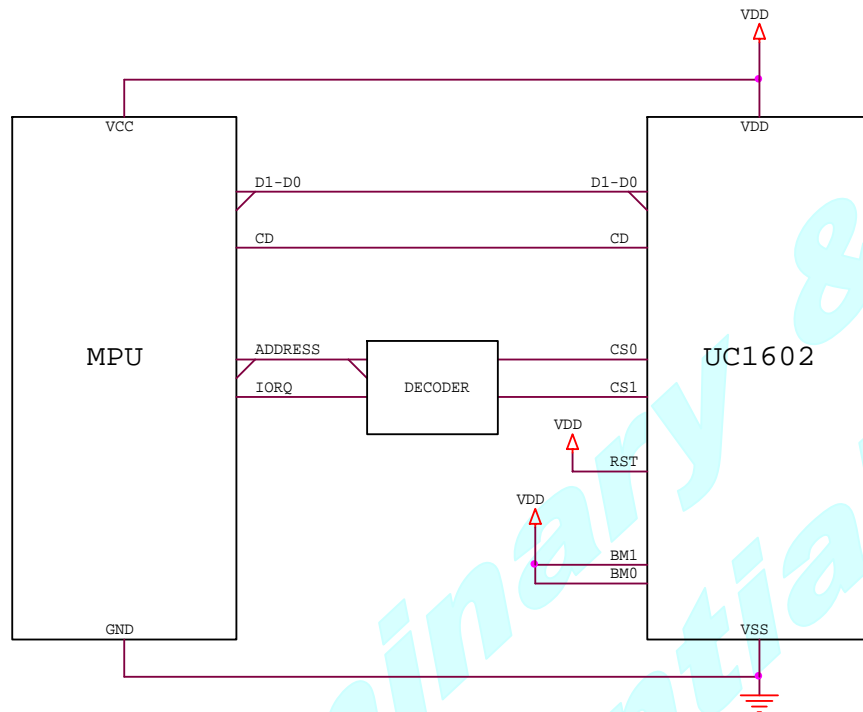 VDD
VCC
VDD
D1-D0
D1-D0
CD
CD
MPU
ADDRESS
IORQ
DECODER
CS0
CS1
UC1602
VDD
RST
VDD
BM1
BM0
GND
VSS
&